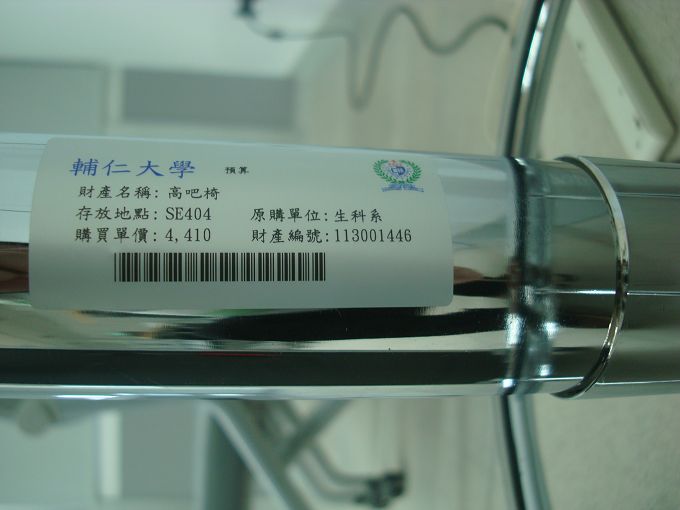 輔仁大學 預算
財產名稱: 高吧椅
存放地點: SE404 原購單位: 生科系
購買單價: 4,410 財產編號: 113001446